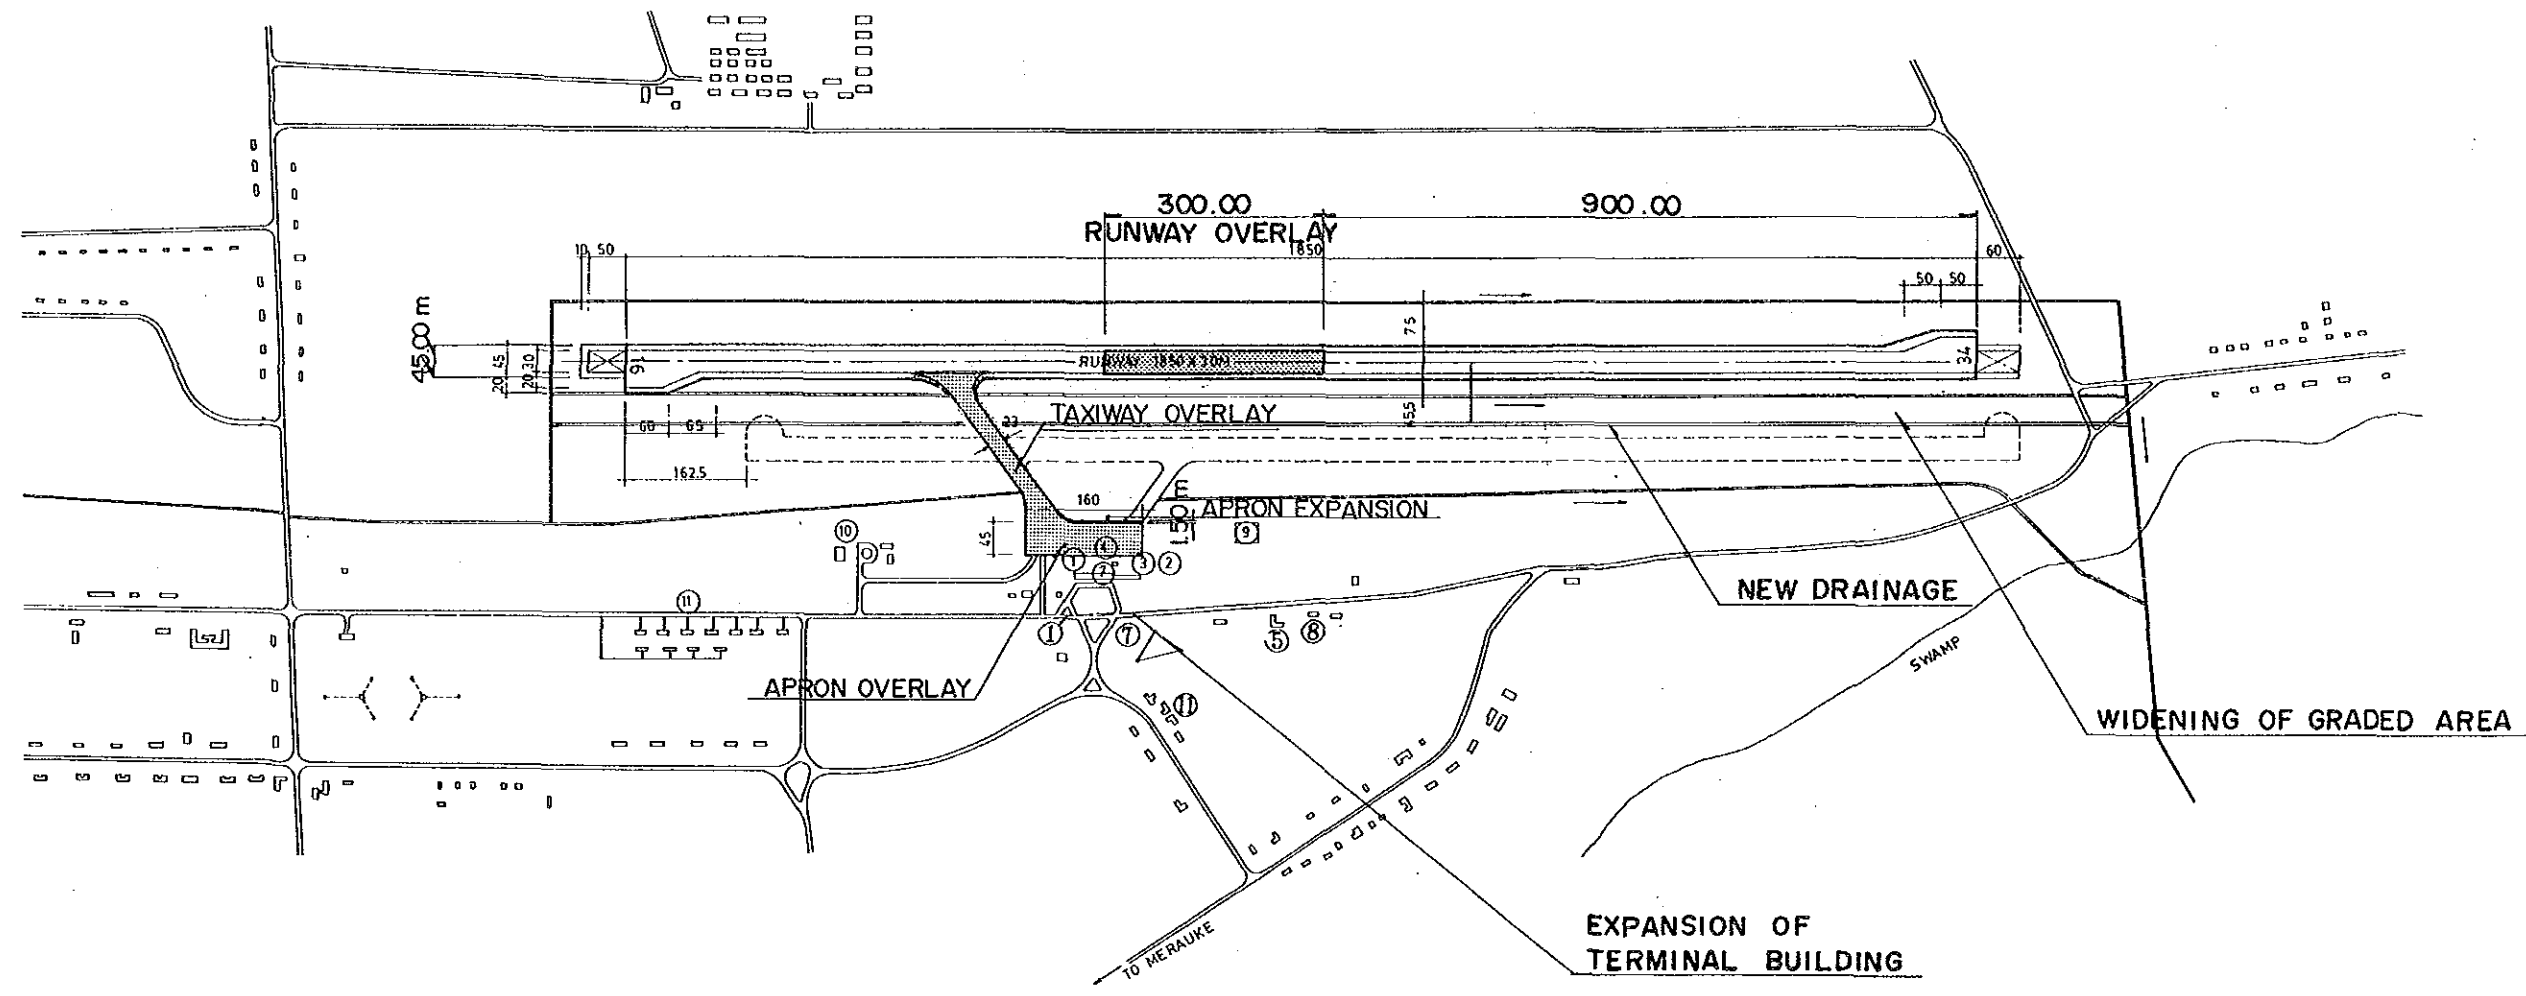 300.00
900.00
RUNWAY OVERLAY
10 50
1850
60
50 50
45.00 m
75
20 45
20 30
RUNWAY 1850 X 30M
34
TAXIWAY OVERLAY
45.5
60 65
23
162.5
160
1.50 m
APRON EXPANSION
45
10
9
4
1
3
2
2
NEW DRAINAGE
11
1
7
5
8
SWAMP
APRON OVERLAY
11
WIDENING OF GRADED AREA
EXPANSION OF
TERMINAL BUILDING
TO MERAUKE